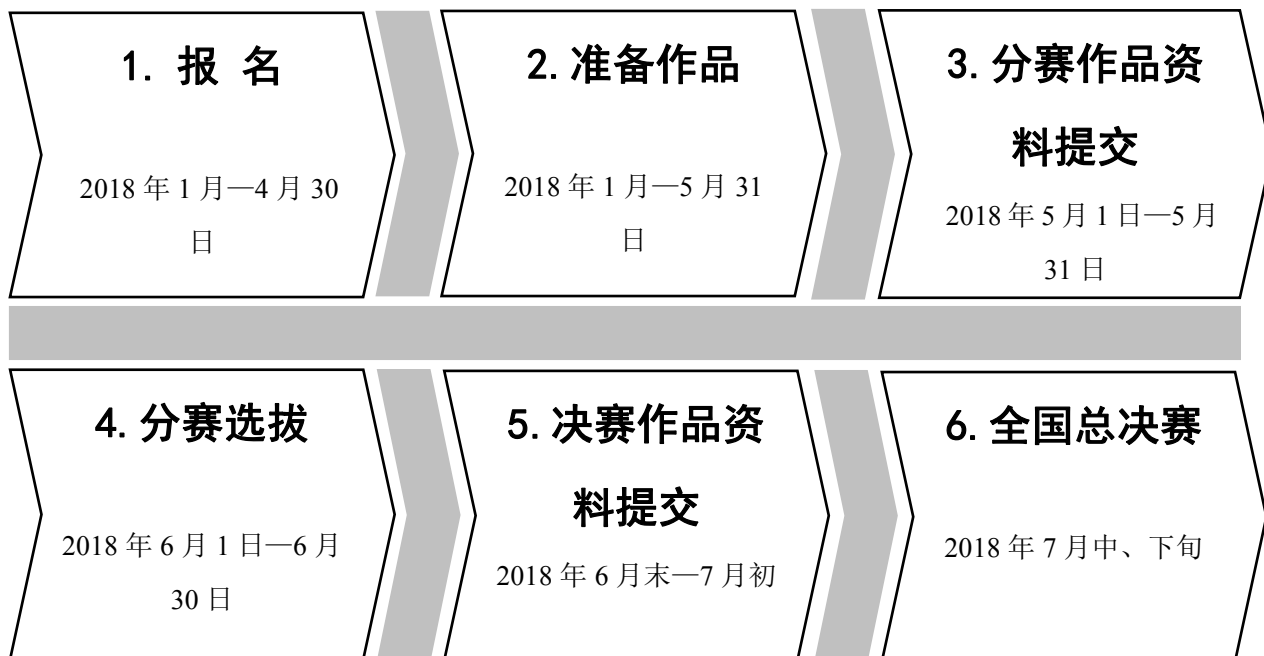 1. 报 名
2018 年 1 月—4 月 30
日
2. 准备作品
2018 年 1 月—5 月 31
日
3. 分赛作品资
料提交
2018 年 5 月 1 日—5 月
31 日
4. 分赛选拔
2018 年 6 月 1 日—6 月
30 日
5. 决赛作品资
料提交
2018 年 6 月末—7 月初
6. 全国总决赛
2018 年 7 月中、下旬